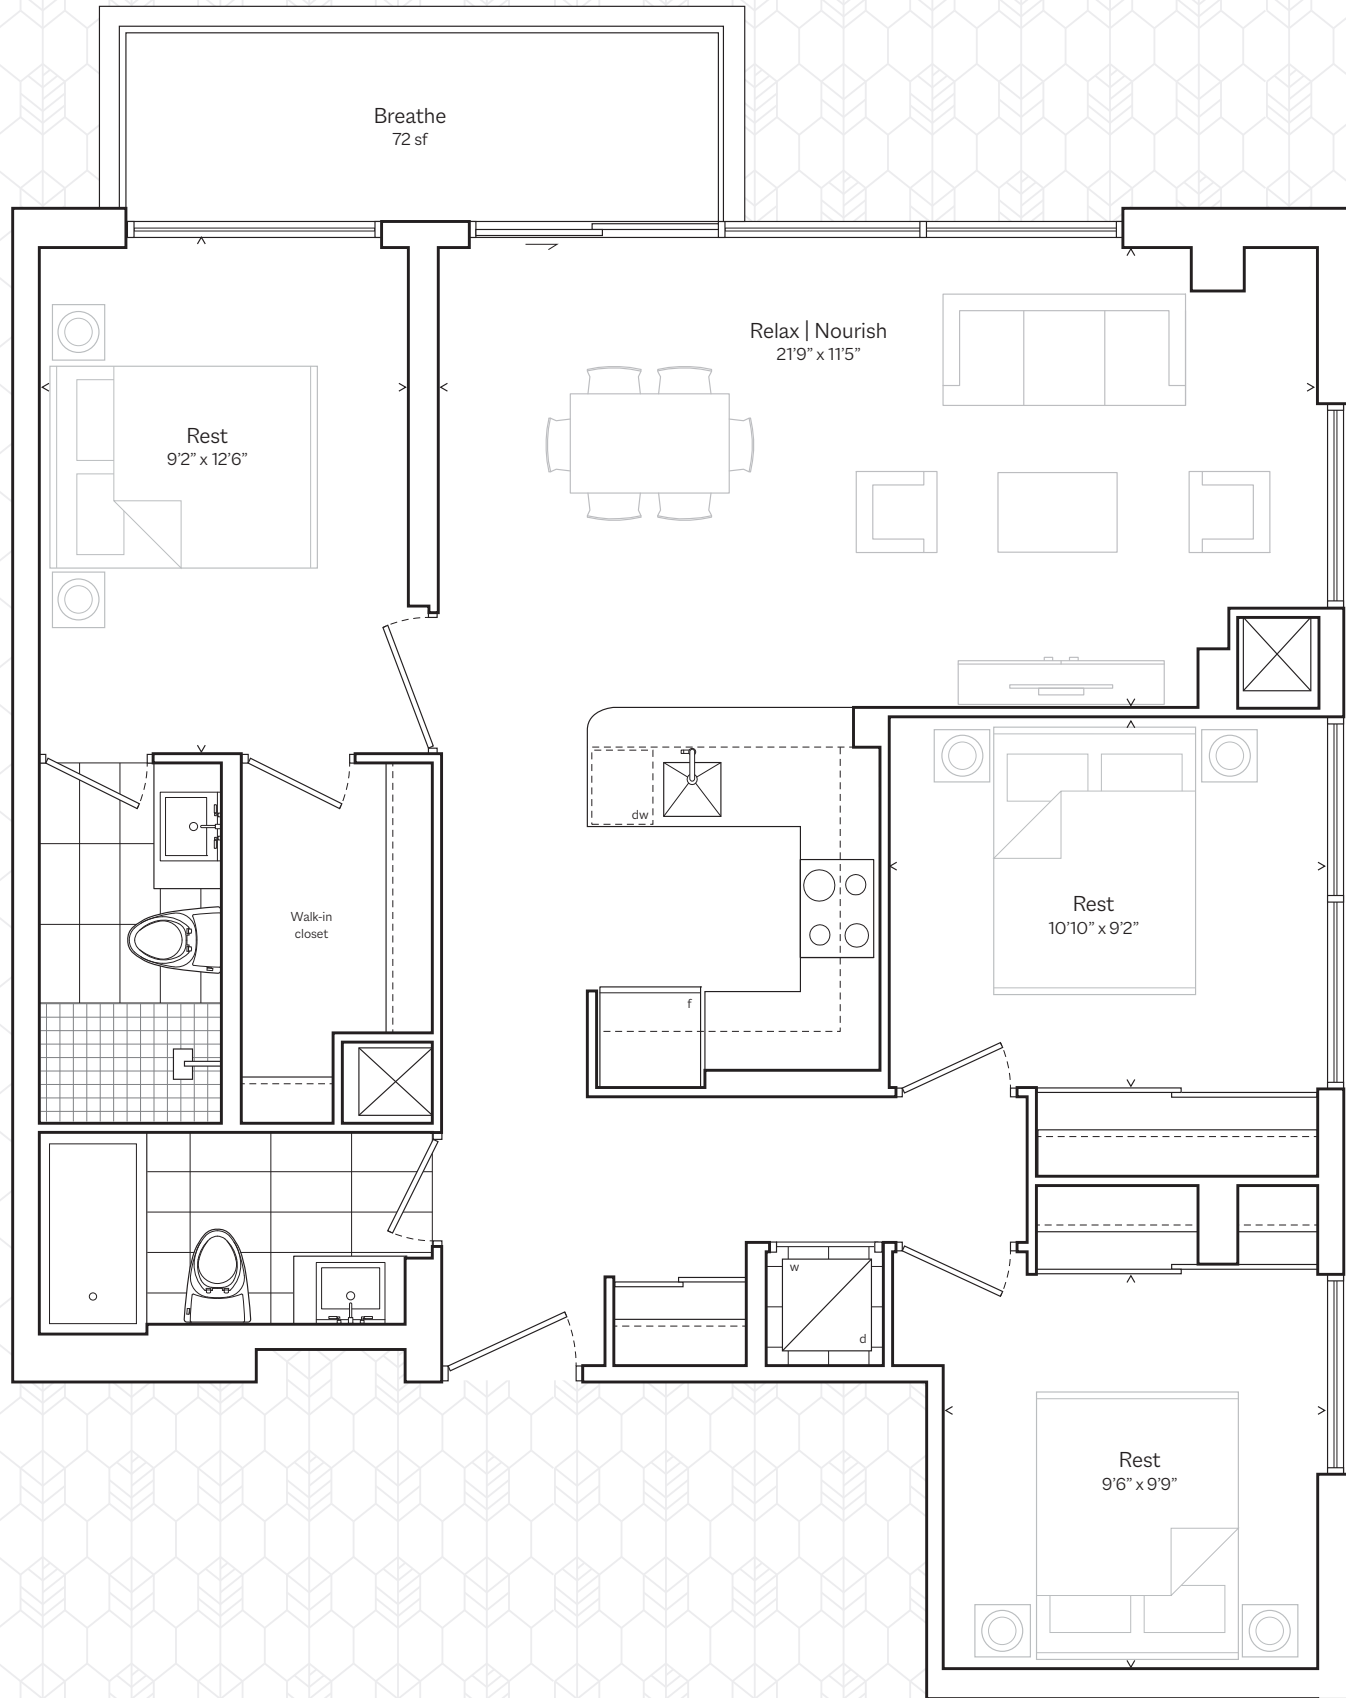 Breathe
72 sf
Relax | Nourish
21’9” x 11’5”
Rest
9’2” x 12’6”
dw
Rest
10’10” x 9’2”
Walk-in
closet
f
w
d
Rest
9’6” x 9’9”